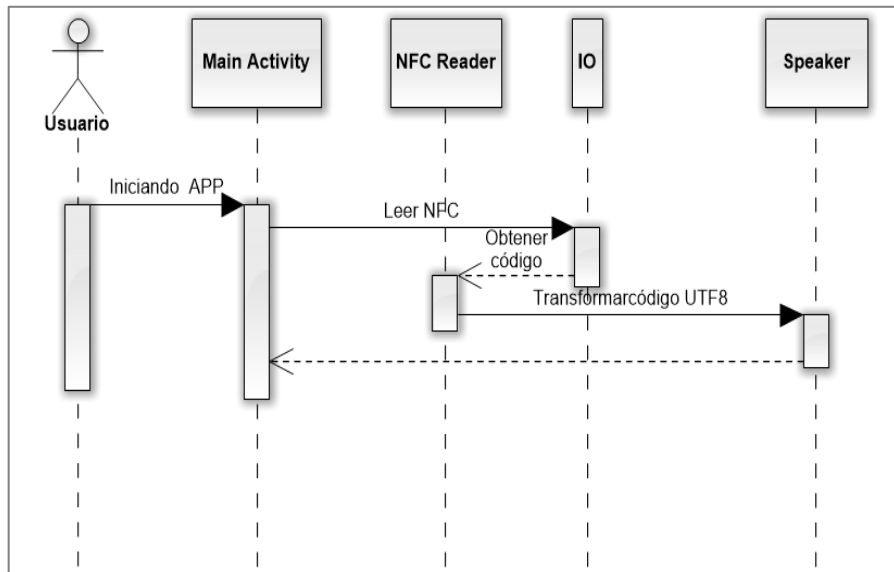 Usuario
Main Activity
NFC Reader
IO
Speaker
Iniciando APP
Leer NFC
Obtener
código
Transformarcódigo UTF8